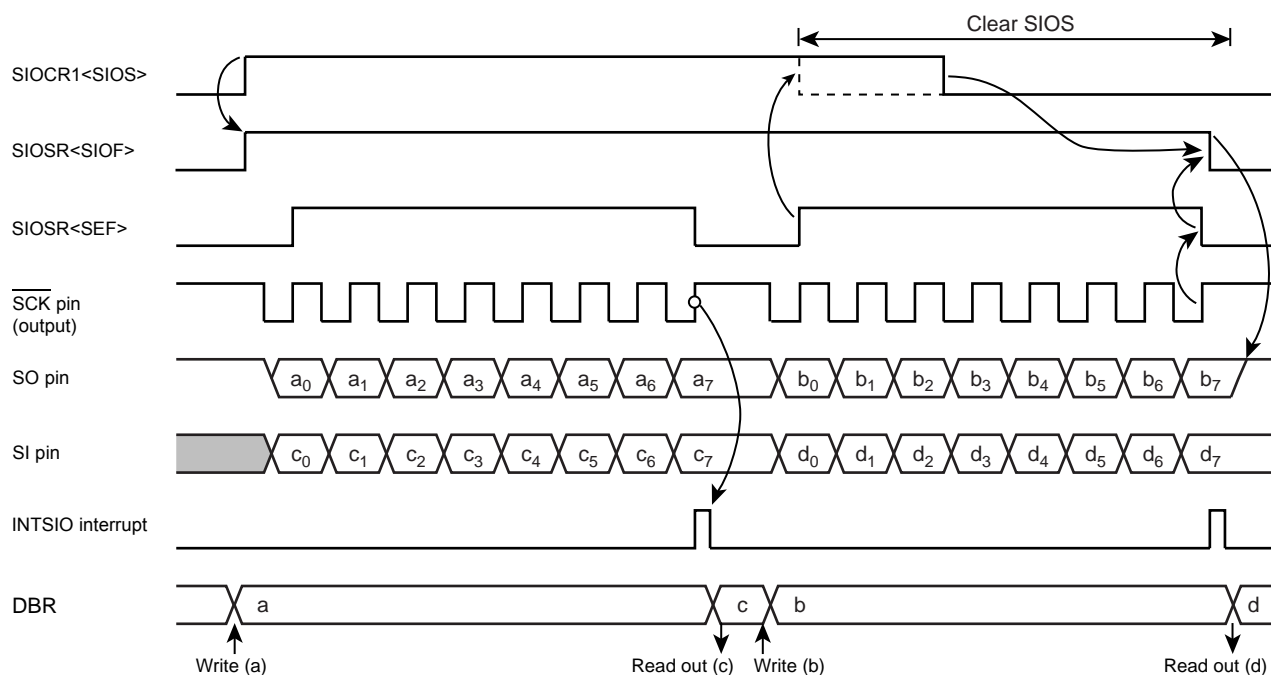 Clear SIOS
SIOCR1<SIOS>
SIOSR<SIOF>
SIOSR<SEF>
SCK pin
(output)
SO pin
a0 a1 a2 a3 a4 a5 a6 a7 b0 b1 b2 b3 b4 b5 b6 b7
SI pin
c0 c1 c2 c3 c4 c5 c6 c7 d0 d1 d2 d3 d4 d5 d6 d7
INTSIO interrupt
DBR
a c b d
Write (a) Read out (c) Write (b) Read out (d)